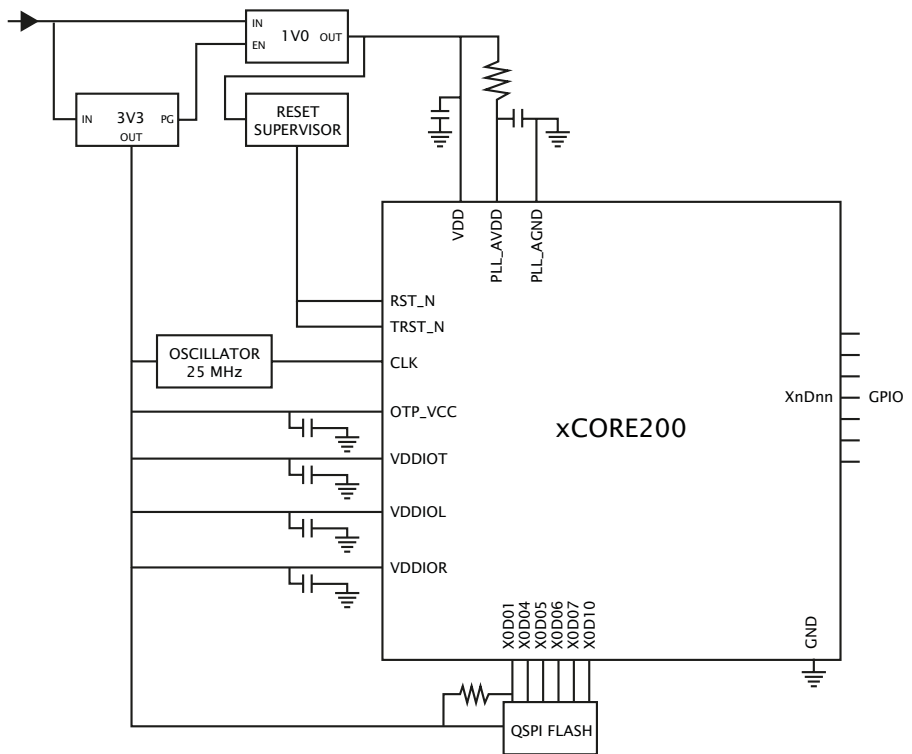 IN
EN
1V0
OUT
IN
3V3
PG
OUT
RESET
SUPERVISOR
VDD
PLL_AVDD
PLL_AGND
RST_N
TRST_N
OSCILLATOR
25 MHz
CLK
OTP_VCC
VDDIOT
VDDIOL
VDDIOR
xCORE200
XnDnn
GPIO
X0D01
X0D04
X0D05
X0D06
X0D07
X0D10
GND
QSPI FLASH